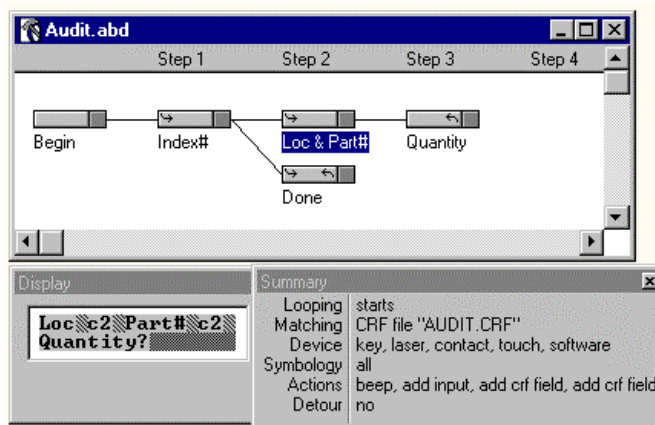 Audit.abd
Step 1 Step 2 Step 3 Step 4
Begin Index# Loc & Part# Quantity
Done
Display
Loc c2 Part# c2
Quantity?
Summary
Looping starts
Matching CRF file "AUDIT.CRF"
Device key, laser, contact, touch, software
Symbology all
Actions beep, add input, add crf field, add crf field
Detour no